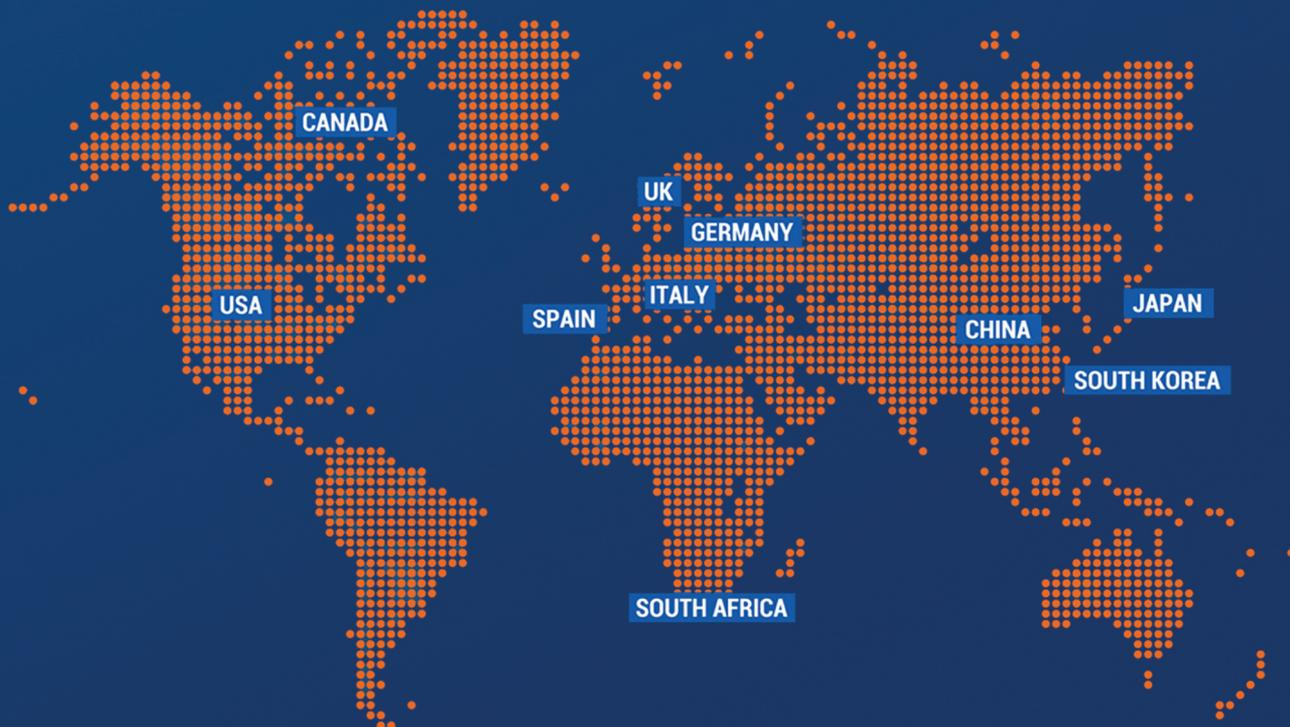 CANADA
UK
GERMANY
ITALY
USA
SPAIN
JAPAN
CHINA
SOUTH KOREA
SOUTH AFRICA